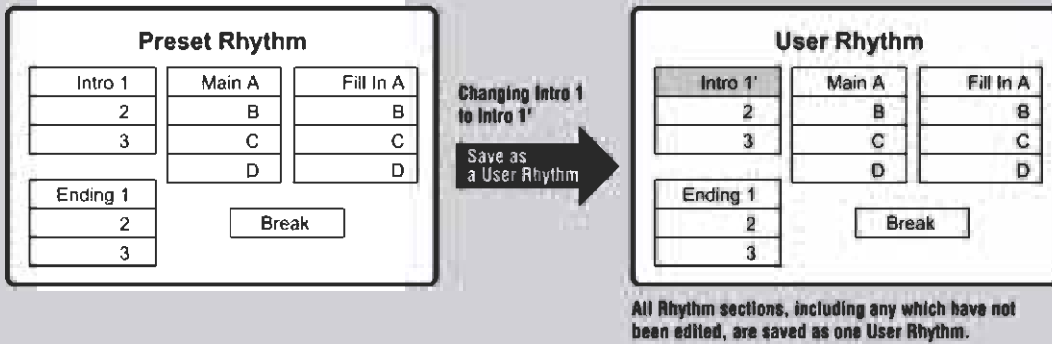 Preset Rhythm
Intro 1
2
3
Main A
B
C
D
Fill In A
B
C
D
Ending 1
2
3
Break
Changing Intro 1
to Intro 1'
Save as
a User Rhythm
User Rhythm
Intro 1'
2
3
Main A
B
C
D
Fill In A
B
C
D
Ending 1
2
3
Break
All Rhythm sections, including any which have not
been edited, are saved as one User Rhythm.